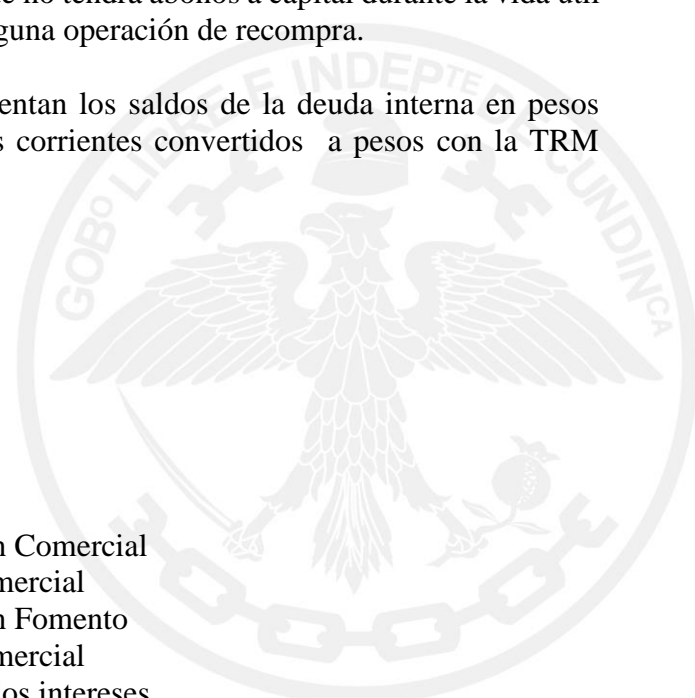 e no tendrá abonos a capital durante la vida útil
guna operación de recompra.
entan los saldos de la deuda interna en pesos
s corrientes convertidos a pesos con la TRM
GOBº LIBRE E INDEPTE DE CUNDINCA
n Comercial
mercial
n Fomento
mercial
los intereses